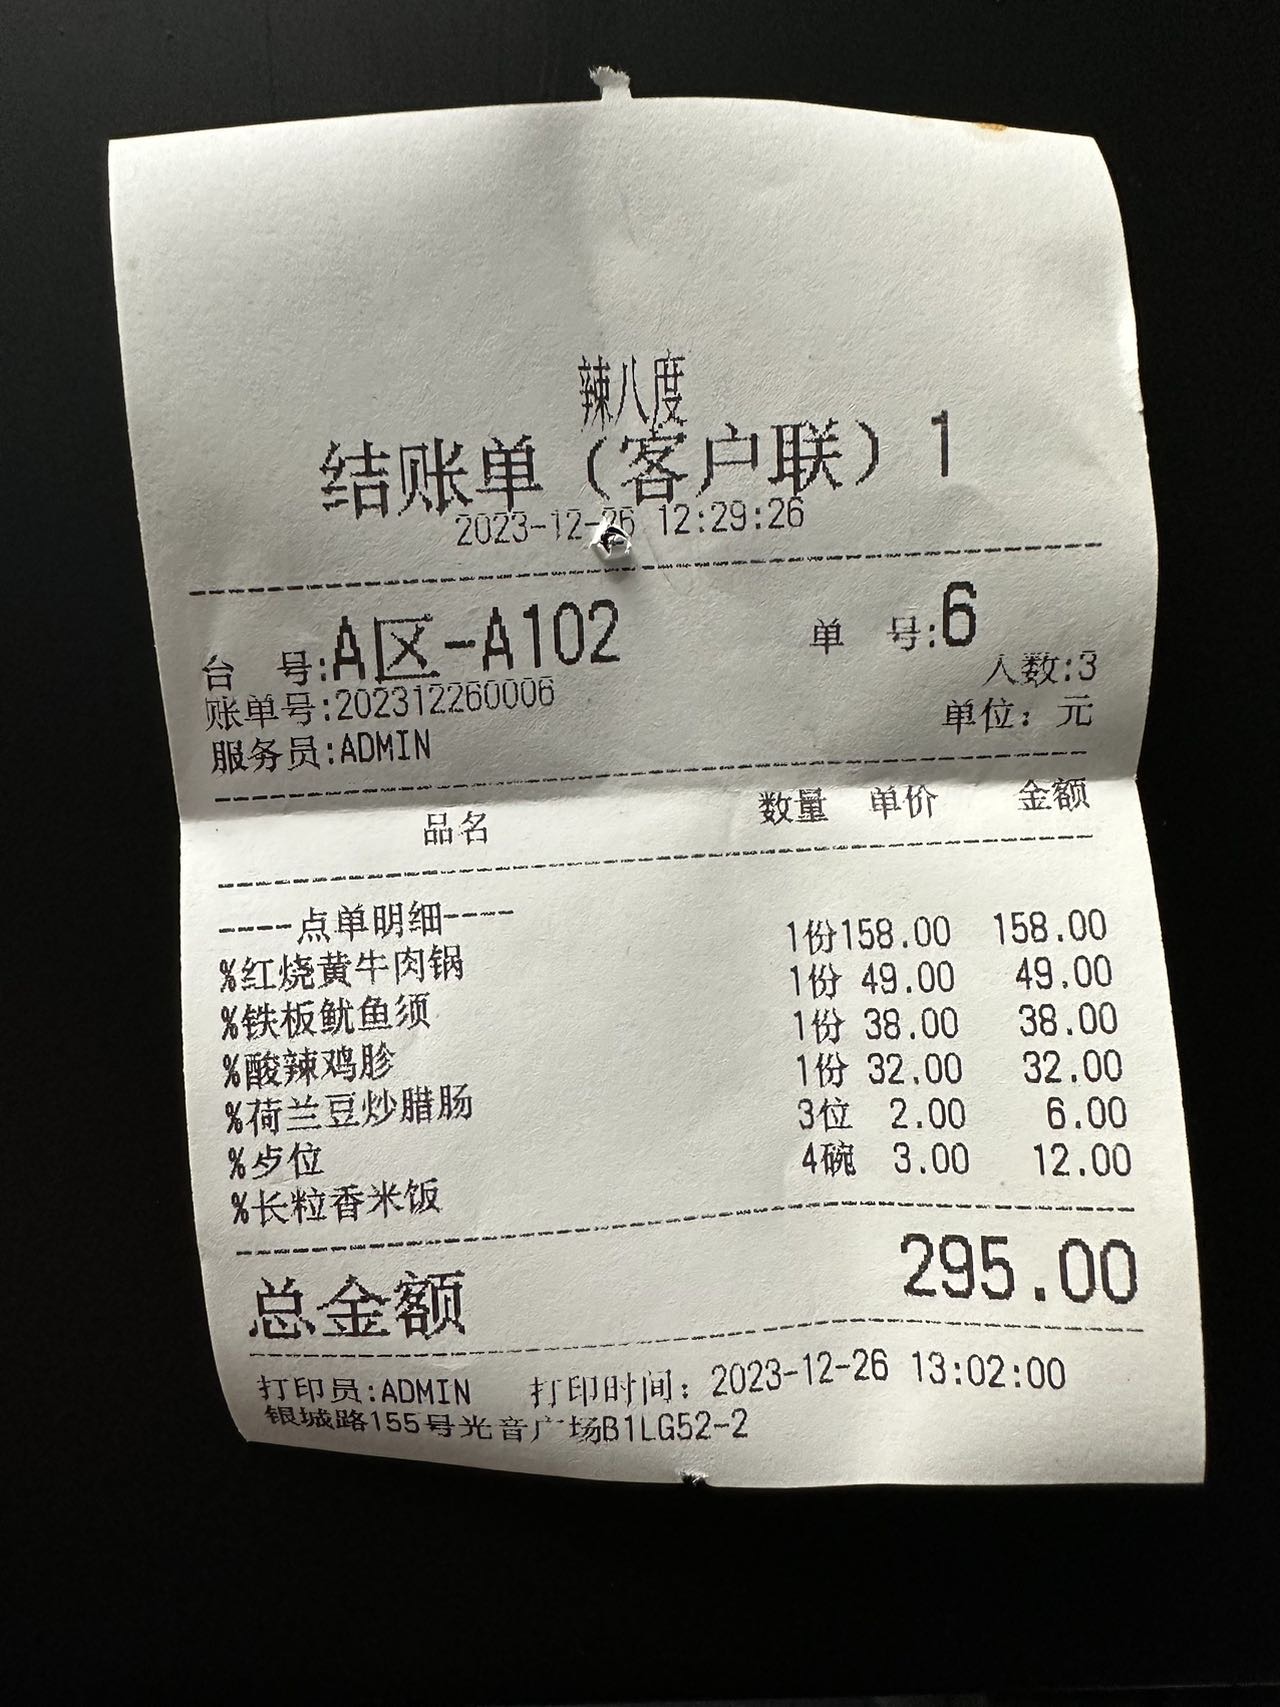 辣八度
结账单（客户联）1
2023-12-26 12:29:26
台 号:A区-A102 单 号:6
账单号:202312260006 人数:3
服务员:ADMIN 单位：元
品名 数量 单价 金额
----点单明细----
%红烧黄牛肉锅 1份 158.00 158.00
%铁板鱿鱼须 1份 49.00 49.00
%酸辣鸡胗 1份 38.00 38.00
%荷兰豆炒腊肠 1份 32.00 32.00
%歺位 3位 2.00 6.00
%长粒香米饭 4碗 3.00 12.00
总金额 295.00
打印员:ADMIN 打印时间：2023-12-26 13:02:00
银城路155号光音广场B1LG52-2